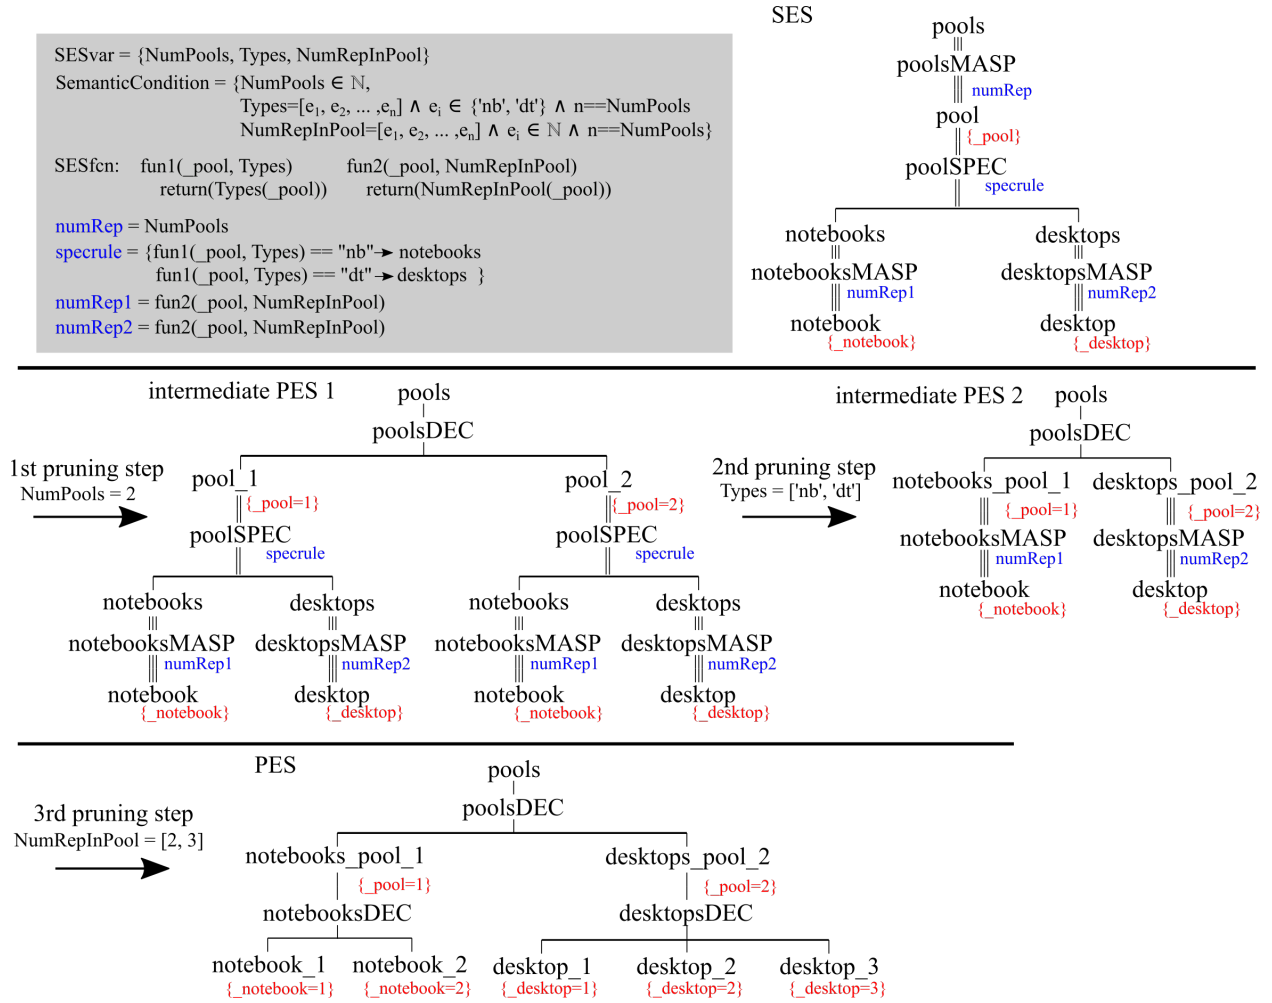 SES
SESvar = {NumPools, Types, NumRepInPool}
SemanticCondition = {NumPools ∈ ℕ,
Types=[e1, e2, ... ,en] ∧ ei ∈ {'nb', 'dt'} ∧ n==NumPools
NumRepInPool=[e1, e2, ... ,en] ∧ ei ∈ ℕ ∧ n==NumPools}
SESfcn: fun1(_pool, Types) fun2(_pool, NumRepInPool)
return(Types(_pool)) return(NumRepInPool(_pool))
numRep = NumPools
specrule = {fun1(_pool, Types) == "nb"→ notebooks
fun1(_pool, Types) == "dt"→ desktops }
numRep1 = fun2(_pool, NumRepInPool)
numRep2 = fun2(_pool, NumRepInPool)
pools
poolsMASP
numRep
pool
{_pool}
poolSPEC
specrule
notebooks desktops
notebooksMASP desktopsMASP
numRep1 numRep2
notebook desktop
{_notebook} {_desktop}
intermediate PES 1
pools
poolsDEC
1st pruning step
NumPools = 2
pool_1 pool_2
{_pool=1} {_pool=2}
poolSPEC poolSPEC
specrule specrule
notebooks desktops notebooks desktops
notebooksMASP desktopsMASP notebooksMASP desktopsMASP
numRep1 numRep2 numRep1 numRep2
notebook desktop notebook desktop
{_notebook} {_desktop} {_notebook} {_desktop}
intermediate PES 2
pools
poolsDEC
2nd pruning step
Types = ['nb', 'dt']
notebooks_pool_1 desktops_pool_2
{_pool=1} {_pool=2}
notebooksMASP desktopsMASP
numRep1 numRep2
notebook desktop
{_notebook} {_desktop}
PES
pools
poolsDEC
3rd pruning step
NumRepInPool = [2, 3]
notebooks_pool_1 desktops_pool_2
{_pool=1} {_pool=2}
notebooksDEC desktopsDEC
notebook_1 notebook_2 desktop_1 desktop_2 desktop_3
{_notebook=1} {_notebook=2} {_desktop=1} {_desktop=2} {_desktop=3}